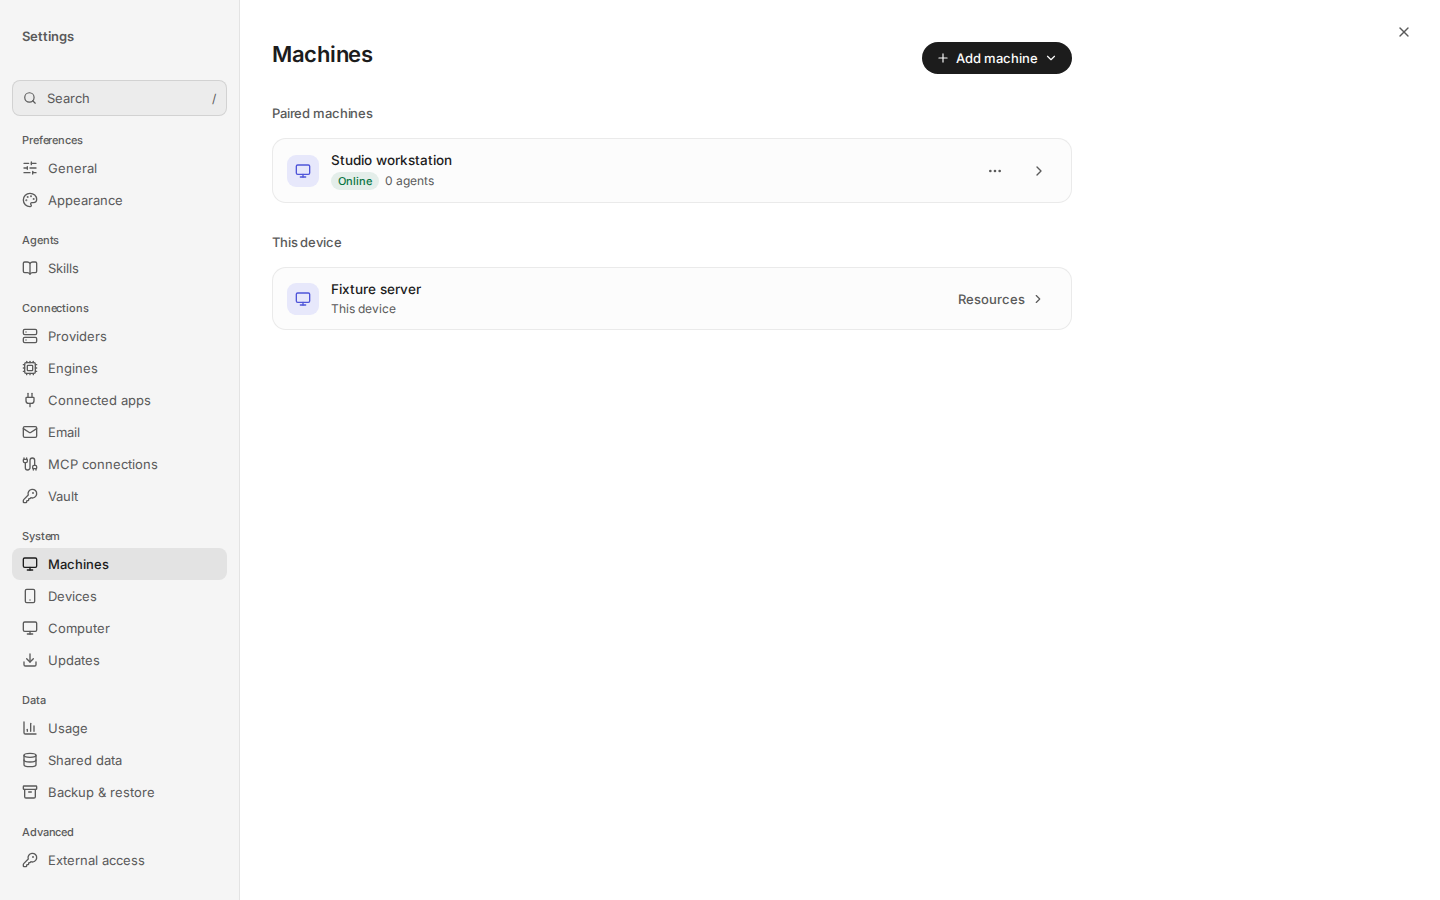 Settings
Search /
Preferences
General
Appearance
Agents
Skills
Connections
Providers
Engines
Connected apps
Email
MCP connections
Vault
System
Machines
Devices
Computer
Updates
Data
Usage
Shared data
Backup & restore
Advanced
External access
Machines
Add machine
Paired machines
Studio workstation
Online 0 agents
This device
Fixture server
This device
Resources